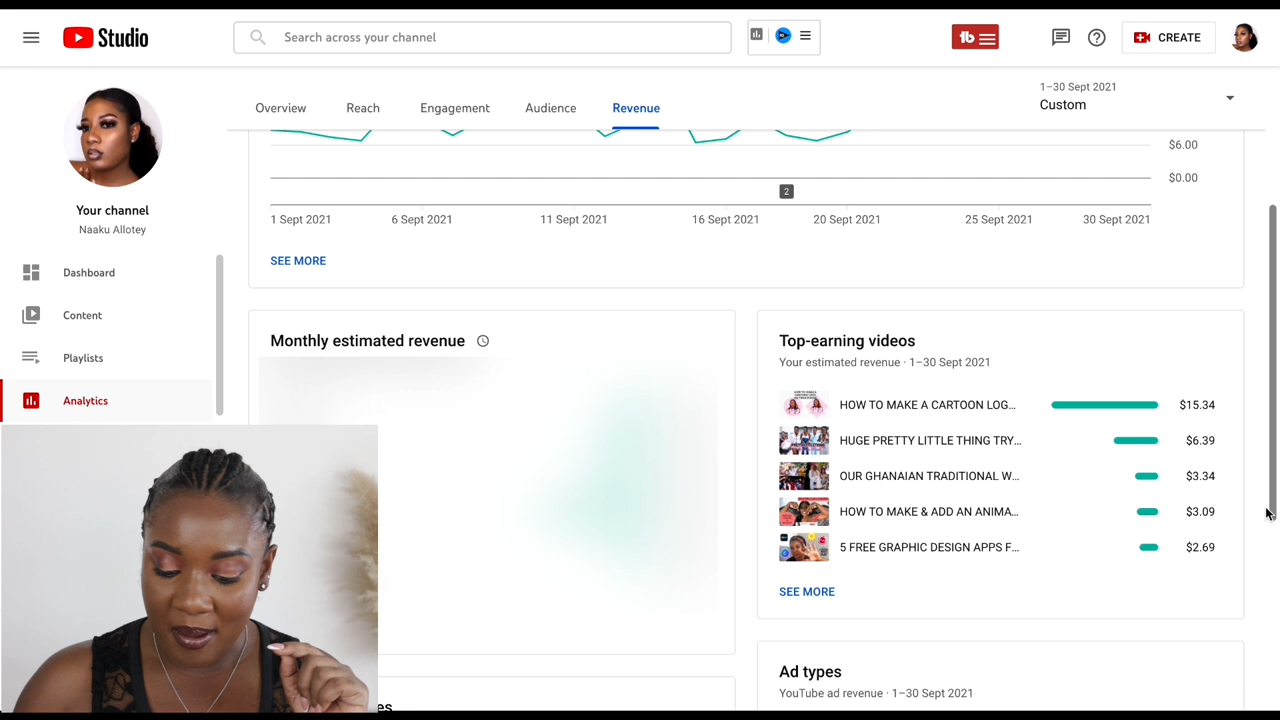 Studio
Search across your channel
CREATE
Overview
Reach
Engagement
Audience
Revenue
1–30 Sept 2021
Custom
Your channel
Naaku Allotey
Dashboard
Content
Playlists
Analytics
$6.00
$0.00
2
1 Sept 2021
6 Sept 2021
11 Sept 2021
16 Sept 2021
20 Sept 2021
25 Sept 2021
30 Sept 2021
SEE MORE
Monthly estimated revenue
Top-earning videos
Your estimated revenue · 1–30 Sept 2021
HOW TO MAKE A CARTOON LOG... $15.34
HUGE PRETTY LITTLE THING TRY... $6.39
OUR GHANAIAN TRADITIONAL W... $3.34
HOW TO MAKE & ADD AN ANIMA... $3.09
5 FREE GRAPHIC DESIGN APPS F... $2.69
SEE MORE
Ad types
YouTube ad revenue · 1–30 Sept 2021